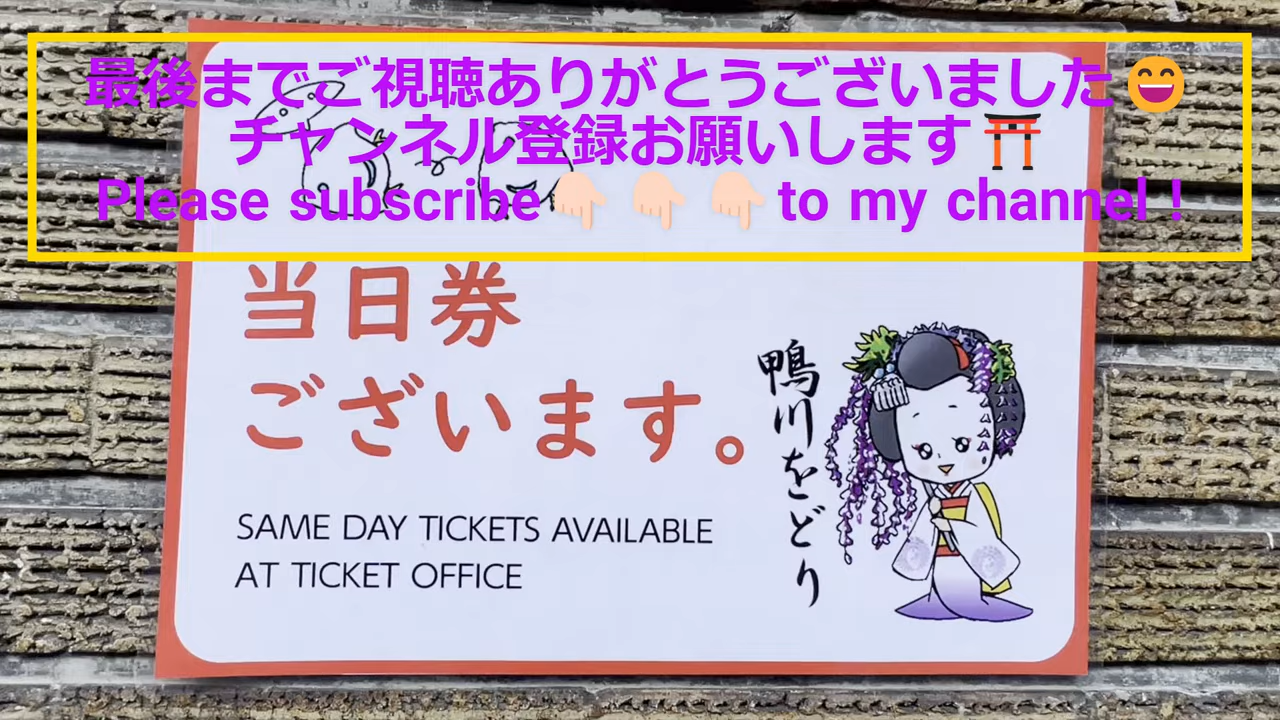 最後までご視聴ありがとうございました😄
チャンネル登録お願いします⛩️
Please subscribe👇🏻👇🏻👇🏻to my channel !
当日券
ございます。
SAME DAY TICKETS AVAILABLE
AT TICKET OFFICE
鴨川をどり